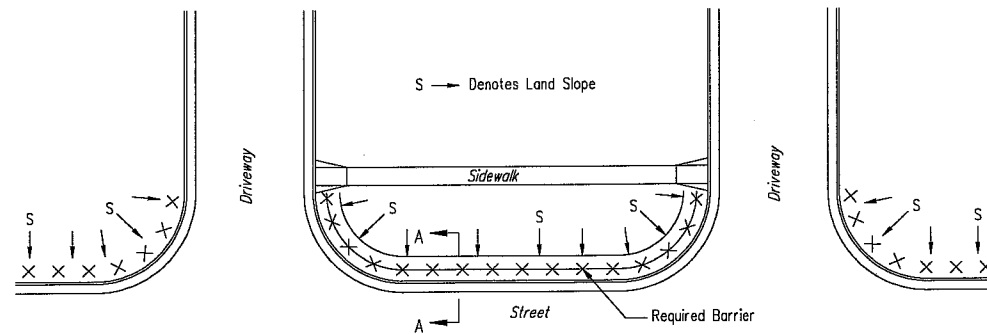 S → Denotes Land Slope
Driveway
Driveway
Sidewalk
S
S
S
S
S
S
S
A
A
Street
Required Barrier